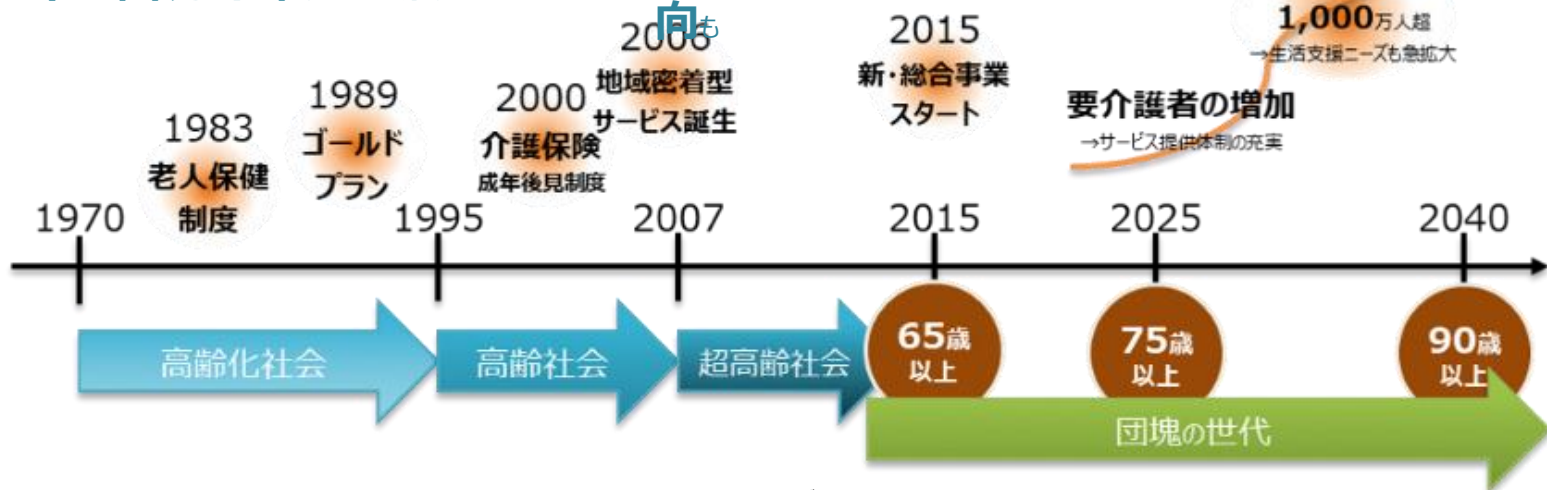 向も
1983
老人保健
制度
1989
ゴールド
プラン
2000
介護保険
成年後見制度
2006
地域密着型
サービス誕生
2015
新・総合事業
スタート
要介護者の増加
→サービス提供体制の充実
1,000万人超
→生活支援ニーズも急拡大
1970
1995
2007
2015
2025
2040
高齢化社会
高齢社会
超高齢社会
65歳
以上
75歳
以上
90歳
以上
団塊の世代